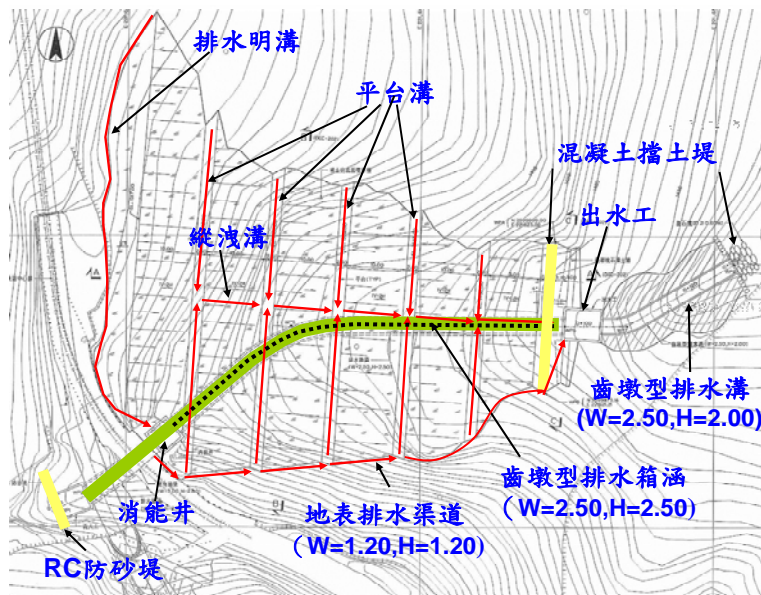 排水明溝
平台溝
混凝土擋土堤
出水工
縱洩溝
齒墩型排水溝
(W=2.50,H=2.00)
齒墩型排水箱涵
（W=2.50,H=2.50)
消能井
地表排水渠道
（W=1.20,H=1.20)
RC防砂堤